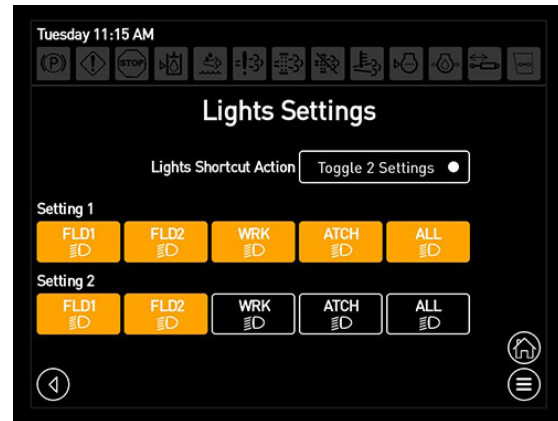 Tuesday 11:15 AM
(P) STOP
Lights Settings
Lights Shortcut Action Toggle 2 Settings
Setting 1
FLD1 FLD2 WRK ATCH ALL
Setting 2
FLD1 FLD2 WRK ATCH ALL